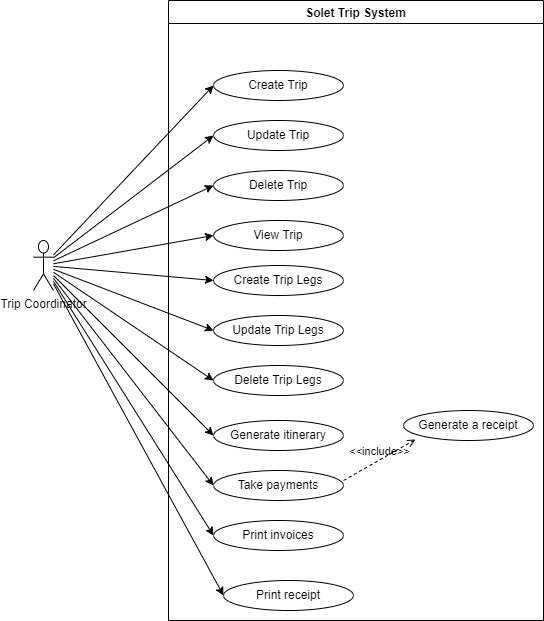 Solet Trip System
Create Trip
Update Trip
Delete Trip
View Trip
Create Trip Legs
Trip Coordinator
Update Trip Legs
Delete Trip Legs
Generate itinerary
Generate a receipt
<<include>>
Take payments
Print invoices
Print receipt